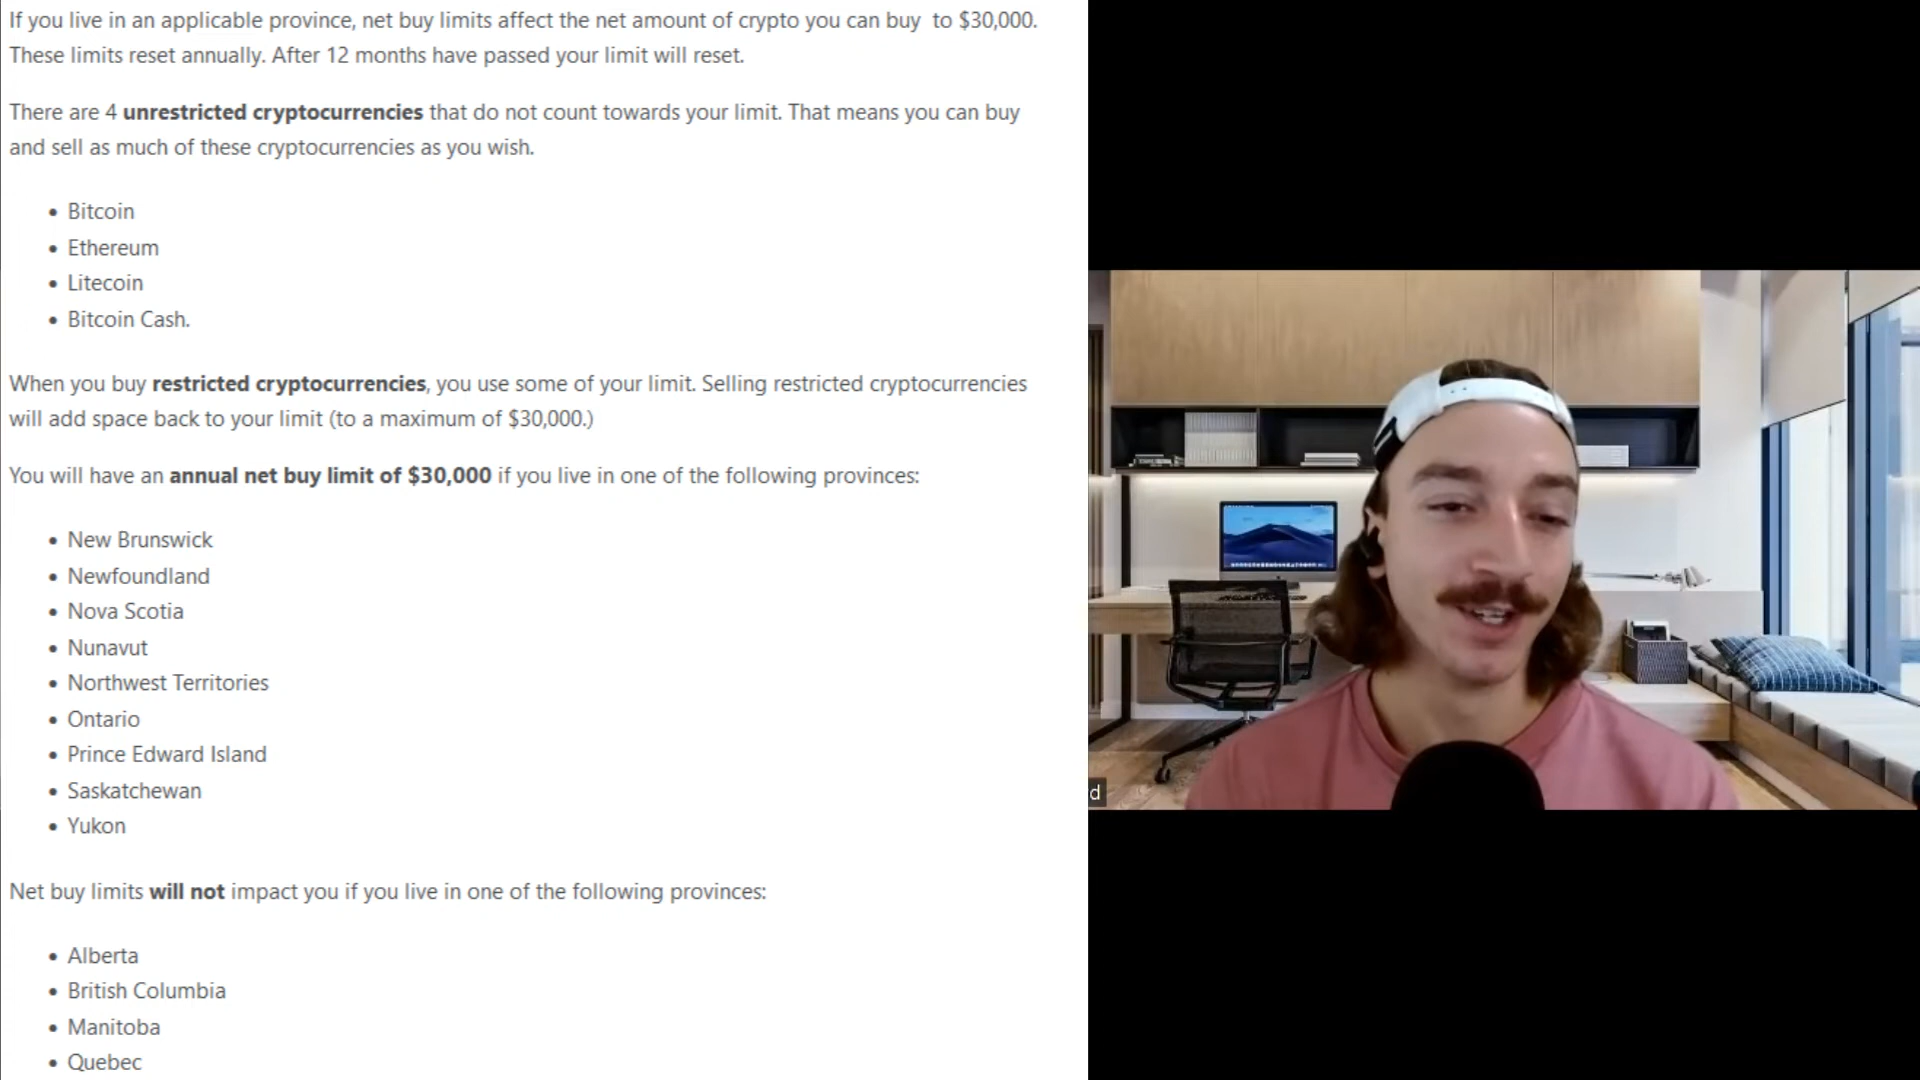 If you live in an applicable province, net buy limits affect the net amount of crypto you can buy  to $30,000.
These limits reset annually. After 12 months have passed your limit will reset.
There are 4 unrestricted cryptocurrencies that do not count towards your limit. That means you can buy
and sell as much of these cryptocurrencies as you wish.
• Bitcoin
• Ethereum
• Litecoin
• Bitcoin Cash.
When you buy restricted cryptocurrencies, you use some of your limit. Selling restricted cryptocurrencies
will add space back to your limit (to a maximum of $30,000.)
You will have an annual net buy limit of $30,000 if you live in one of the following provinces:
• New Brunswick
• Newfoundland
• Nova Scotia
• Nunavut
• Northwest Territories
• Ontario
• Prince Edward Island
• Saskatchewan
• Yukon
Net buy limits will not impact you if you live in one of the following provinces:
• Alberta
• British Columbia
• Manitoba
• Quebec
d